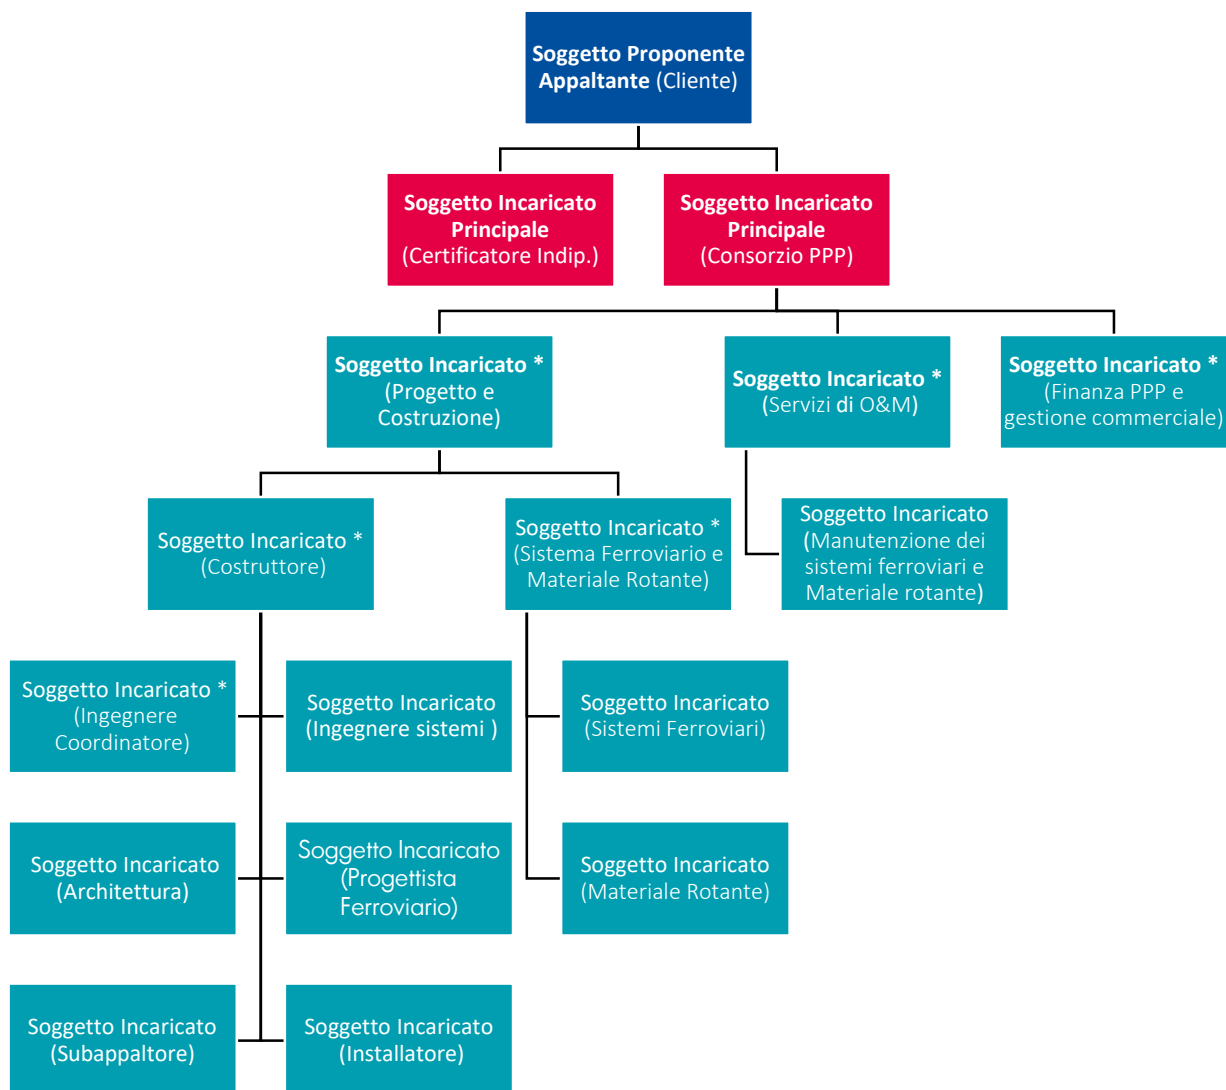 Soggetto Proponente
Appaltante (Cliente)
Soggetto Incaricato
Principale
(Certificatore Indip.)
Soggetto Incaricato
Principale
(Consorzio PPP)
Soggetto Incaricato *
(Progetto e
Costruzione)
Soggetto Incaricato *
(Servizi di O&M)
Soggetto Incaricato *
(Finanza PPP e
gestione commerciale)
Soggetto Incaricato *
(Costruttore)
Soggetto Incaricato *
(Sistema Ferroviario e
Materiale Rotante)
Soggetto Incaricato
(Manutenzione dei
sistemi ferroviari e
Materiale rotante)
Soggetto Incaricato *
(Ingegnere
Coordinatore)
Soggetto Incaricato
(Ingegnere sistemi )
Soggetto Incaricato
(Sistemi Ferroviari)
Soggetto Incaricato
(Architettura)
Soggetto Incaricato
(Progettista
Ferroviario)
Soggetto Incaricato
(Materiale Rotante)
Soggetto Incaricato
(Subappaltore)
Soggetto Incaricato
(Installatore)